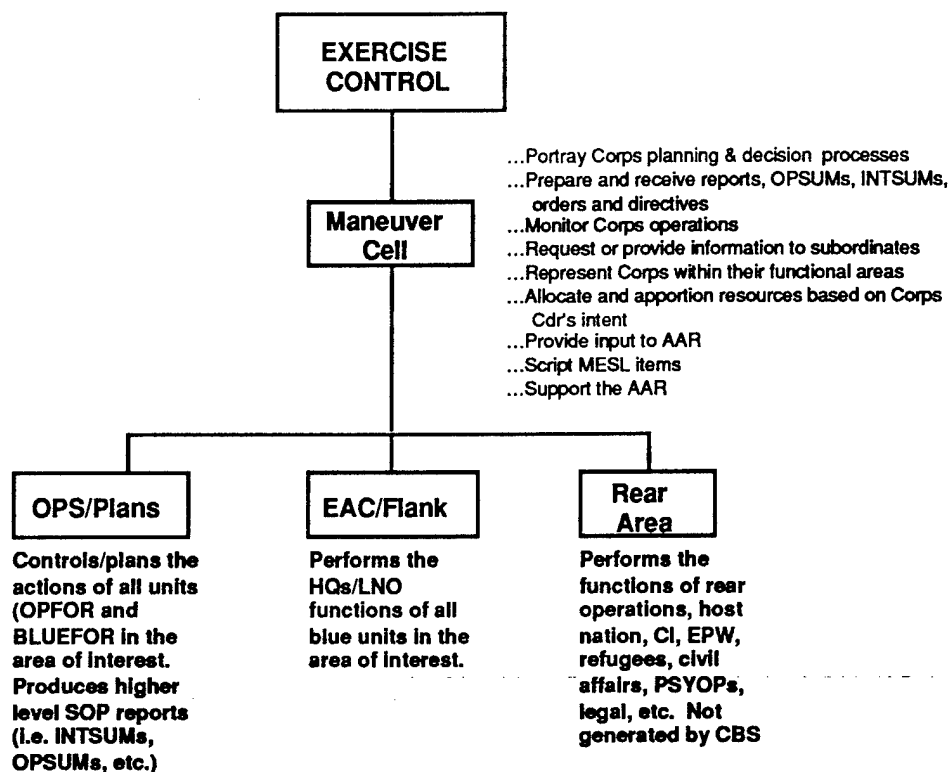 EXERCISE
CONTROL
...Portray Corps planning & decision processes
...Prepare and receive reports, OPSUMs, INTSUMs,
orders and directives
...Monitor Corps operations
...Request or provide information to subordinates
...Represent Corps within their functional areas
...Allocate and apportion resources based on Corps
Cdr's intent
...Provide input to AAR
...Script MESL items
...Support the AAR
Maneuver
Cell
OPS/Plans
Controls/plans the
actions of all units
(OPFOR and
BLUEFOR in the
area of interest.
Produces higher
level SOP reports
(i.e. INTSUMs,
OPSUMs, etc.)
EAC/Flank
Performs the
HQs/LNO
functions of all
blue units in the
area of interest.
Rear
Area
Performs the
functions of rear
operations, host
nation, CI, EPW,
refugees, civil
affairs, PSYOPs,
legal, etc. Not
generated by CBS